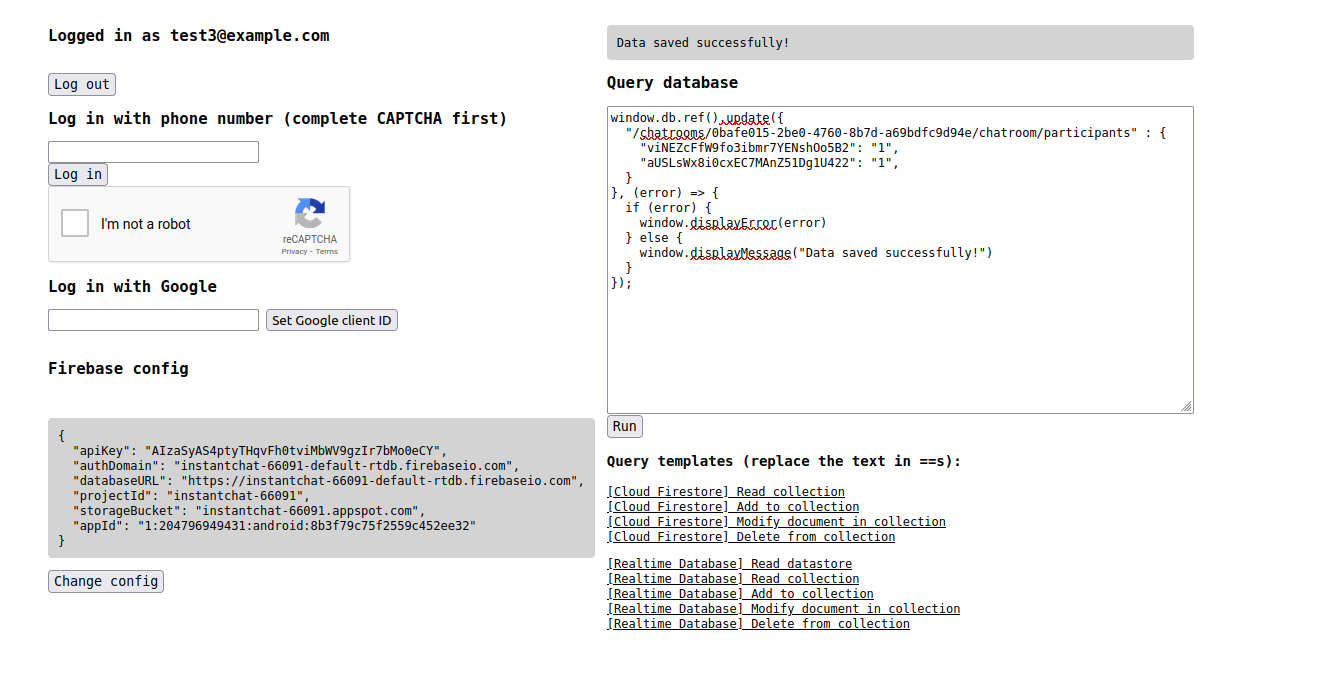 Logged in as test3@example.com
Log out
Log in with phone number (complete CAPTCHA first)
Log in
I'm not a robot
reCAPTCHA
Privacy - Terms
Log in with Google
Set Google client ID
Firebase config
{
  "apiKey": "AIzaSyAS4ptyTHqvFh0tviMbWV9gzIr7bMo0eCY",
  "authDomain": "instantchat-66091-default-rtdb.firebaseio.com",
  "databaseURL": "https://instantchat-66091-default-rtdb.firebaseio.com",
  "projectId": "instantchat-66091",
  "storageBucket": "instantchat-66091.appspot.com",
  "appId": "1:204796949431:android:8b3f79c75f2559c452ee32"
}
Change config
Data saved successfully!
Query database
window.db.ref().update({
  "/chatrooms/0bafe015-2be0-4760-8b7d-a69bdfc9d94e/chatroom/participants" : {
    "viNEZcFfW9fo3ibmr7YENshOo5B2": "1",
    "aUSLsWx8i0cxEC7MAnZ51Dg1U422": "1",
  }
}, (error) => {
  if (error) {
    window.displayError(error)
  } else {
    window.displayMessage("Data saved successfully!")
  }
});
Run
Query templates (replace the text in ==s):
[Cloud Firestore] Read collection
[Cloud Firestore] Add to collection
[Cloud Firestore] Modify document in collection
[Cloud Firestore] Delete from collection
[Realtime Database] Read datastore
[Realtime Database] Read collection
[Realtime Database] Add to collection
[Realtime Database] Modify document in collection
[Realtime Database] Delete from collection